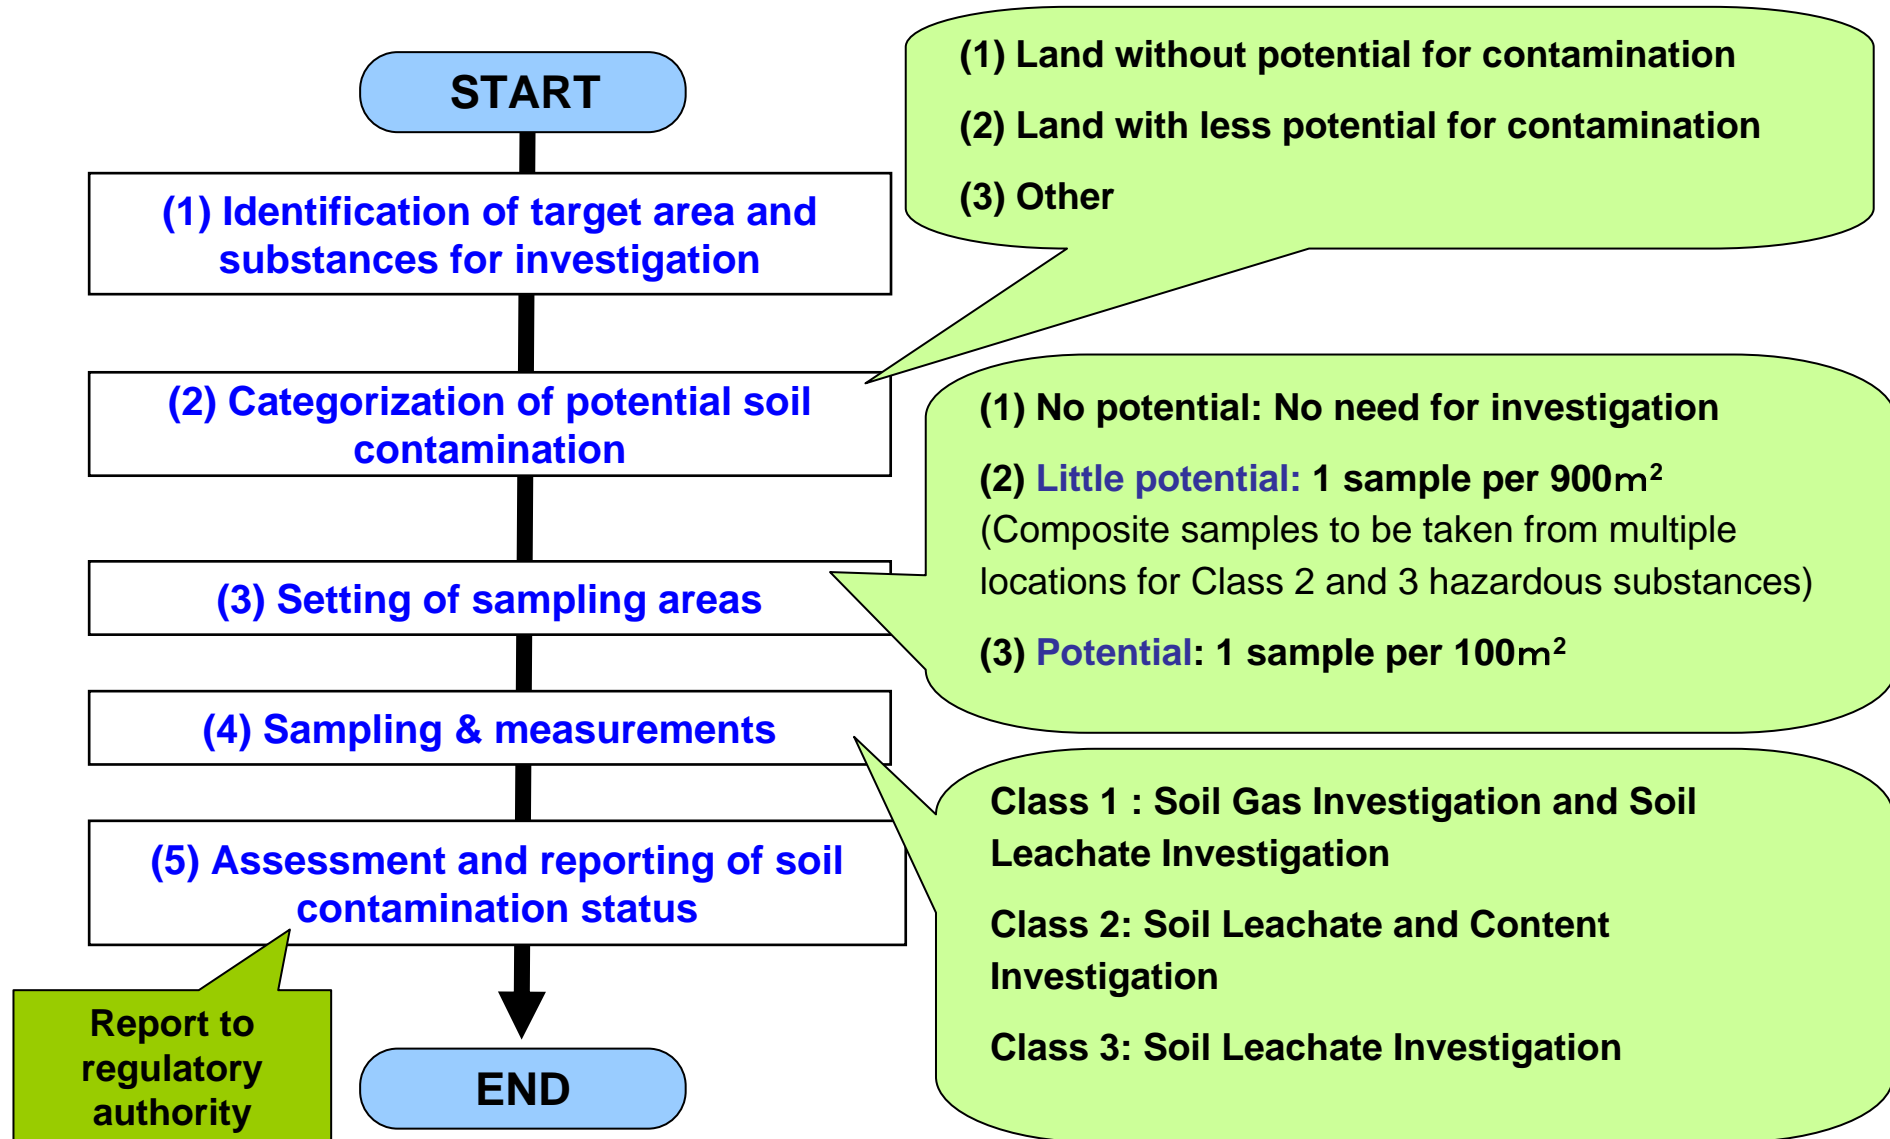 START
(1) Identification of target area and
substances for investigation
(2) Categorization of potential soil
contamination
(3) Setting of sampling areas
(4) Sampling & measurements
(5) Assessment and reporting of soil
contamination status
Report to
regulatory
authority
END
(1) Land without potential for contamination
(2) Land with less potential for contamination
(3) Other
(1) No potential: No need for investigation
(2) Little potential: 1 sample per 900m²
(Composite samples to be taken from multiple
locations for Class 2 and 3 hazardous substances)
(3) Potential: 1 sample per 100m²
Class 1 : Soil Gas Investigation and Soil
Leachate Investigation
Class 2: Soil Leachate and Content
Investigation
Class 3: Soil Leachate Investigation